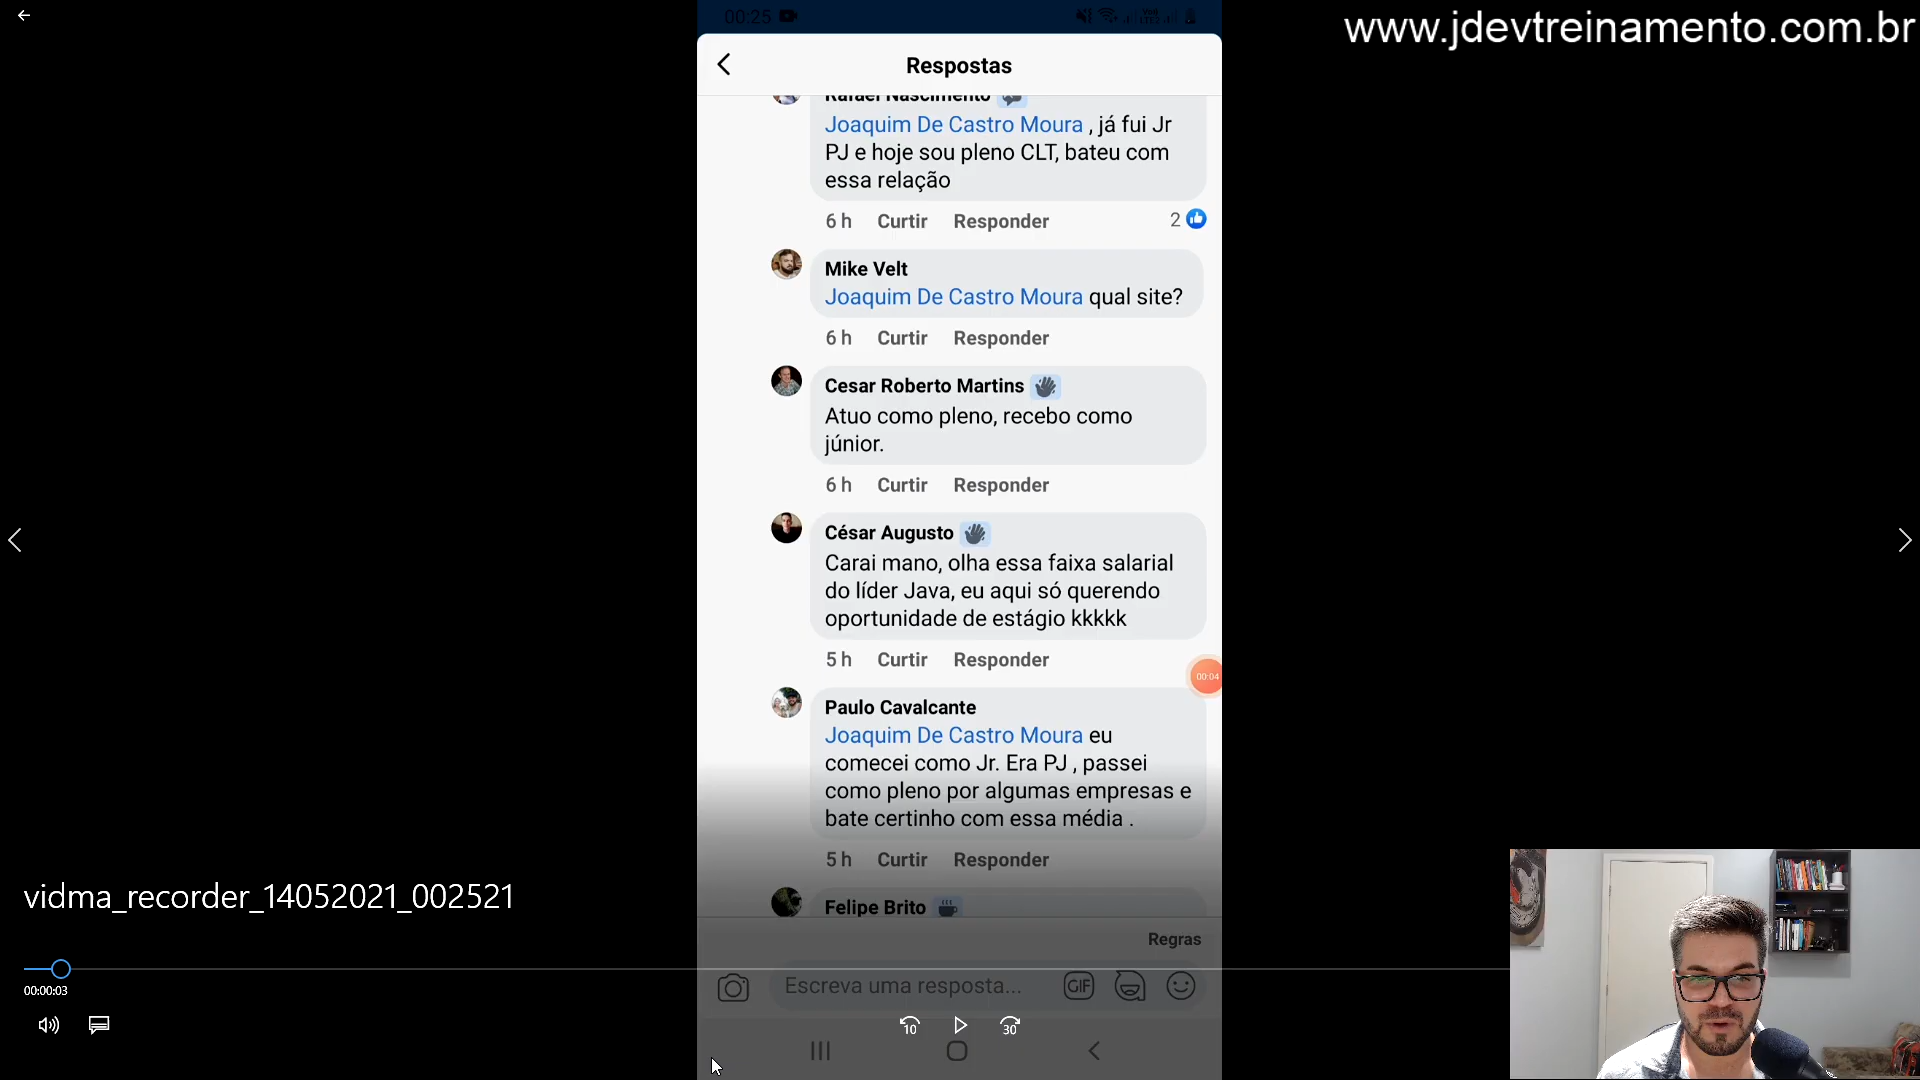 www.jdevtreinamento.com.br
00:25
Respostas
Rafael Nascimento
Joaquim De Castro Moura , já fui Jr
PJ e hoje sou pleno CLT, bateu com
essa relação
6 h Curtir Responder 2
Mike Velt
Joaquim De Castro Moura qual site?
6 h Curtir Responder
Cesar Roberto Martins
Atuo como pleno, recebo como
júnior.
6 h Curtir Responder
César Augusto
Carai mano, olha essa faixa salarial
do líder Java, eu aqui só querendo
oportunidade de estágio kkkkk
5 h Curtir Responder
00:04
Paulo Cavalcante
Joaquim De Castro Moura eu
comecei como Jr. Era PJ , passei
como pleno por algumas empresas e
bate certinho com essa média .
5 h Curtir Responder
Felipe Brito
vidma_recorder_14052021_002521
Regras
00:00:03
Escreva uma resposta...
GIF
10
30